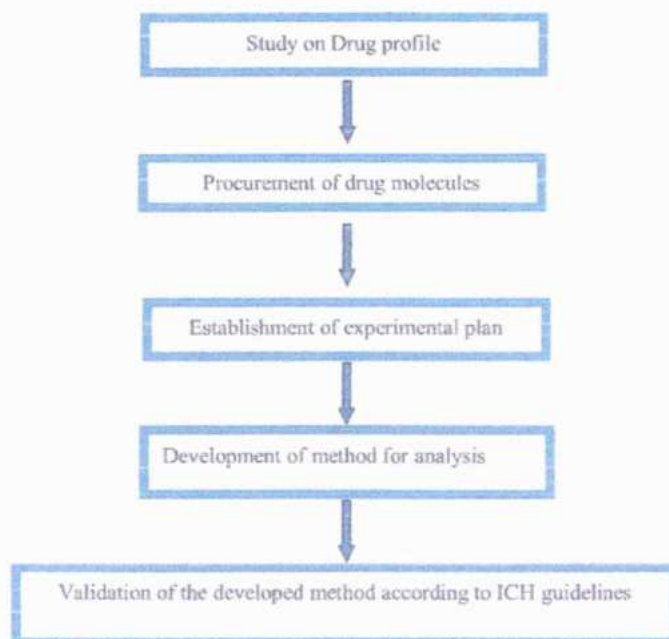 Study on Drug profile
Procurement of drug molecules
Establishment of experimental plan
Development of method for analysis
Validation of the developed method according to ICH guidelines